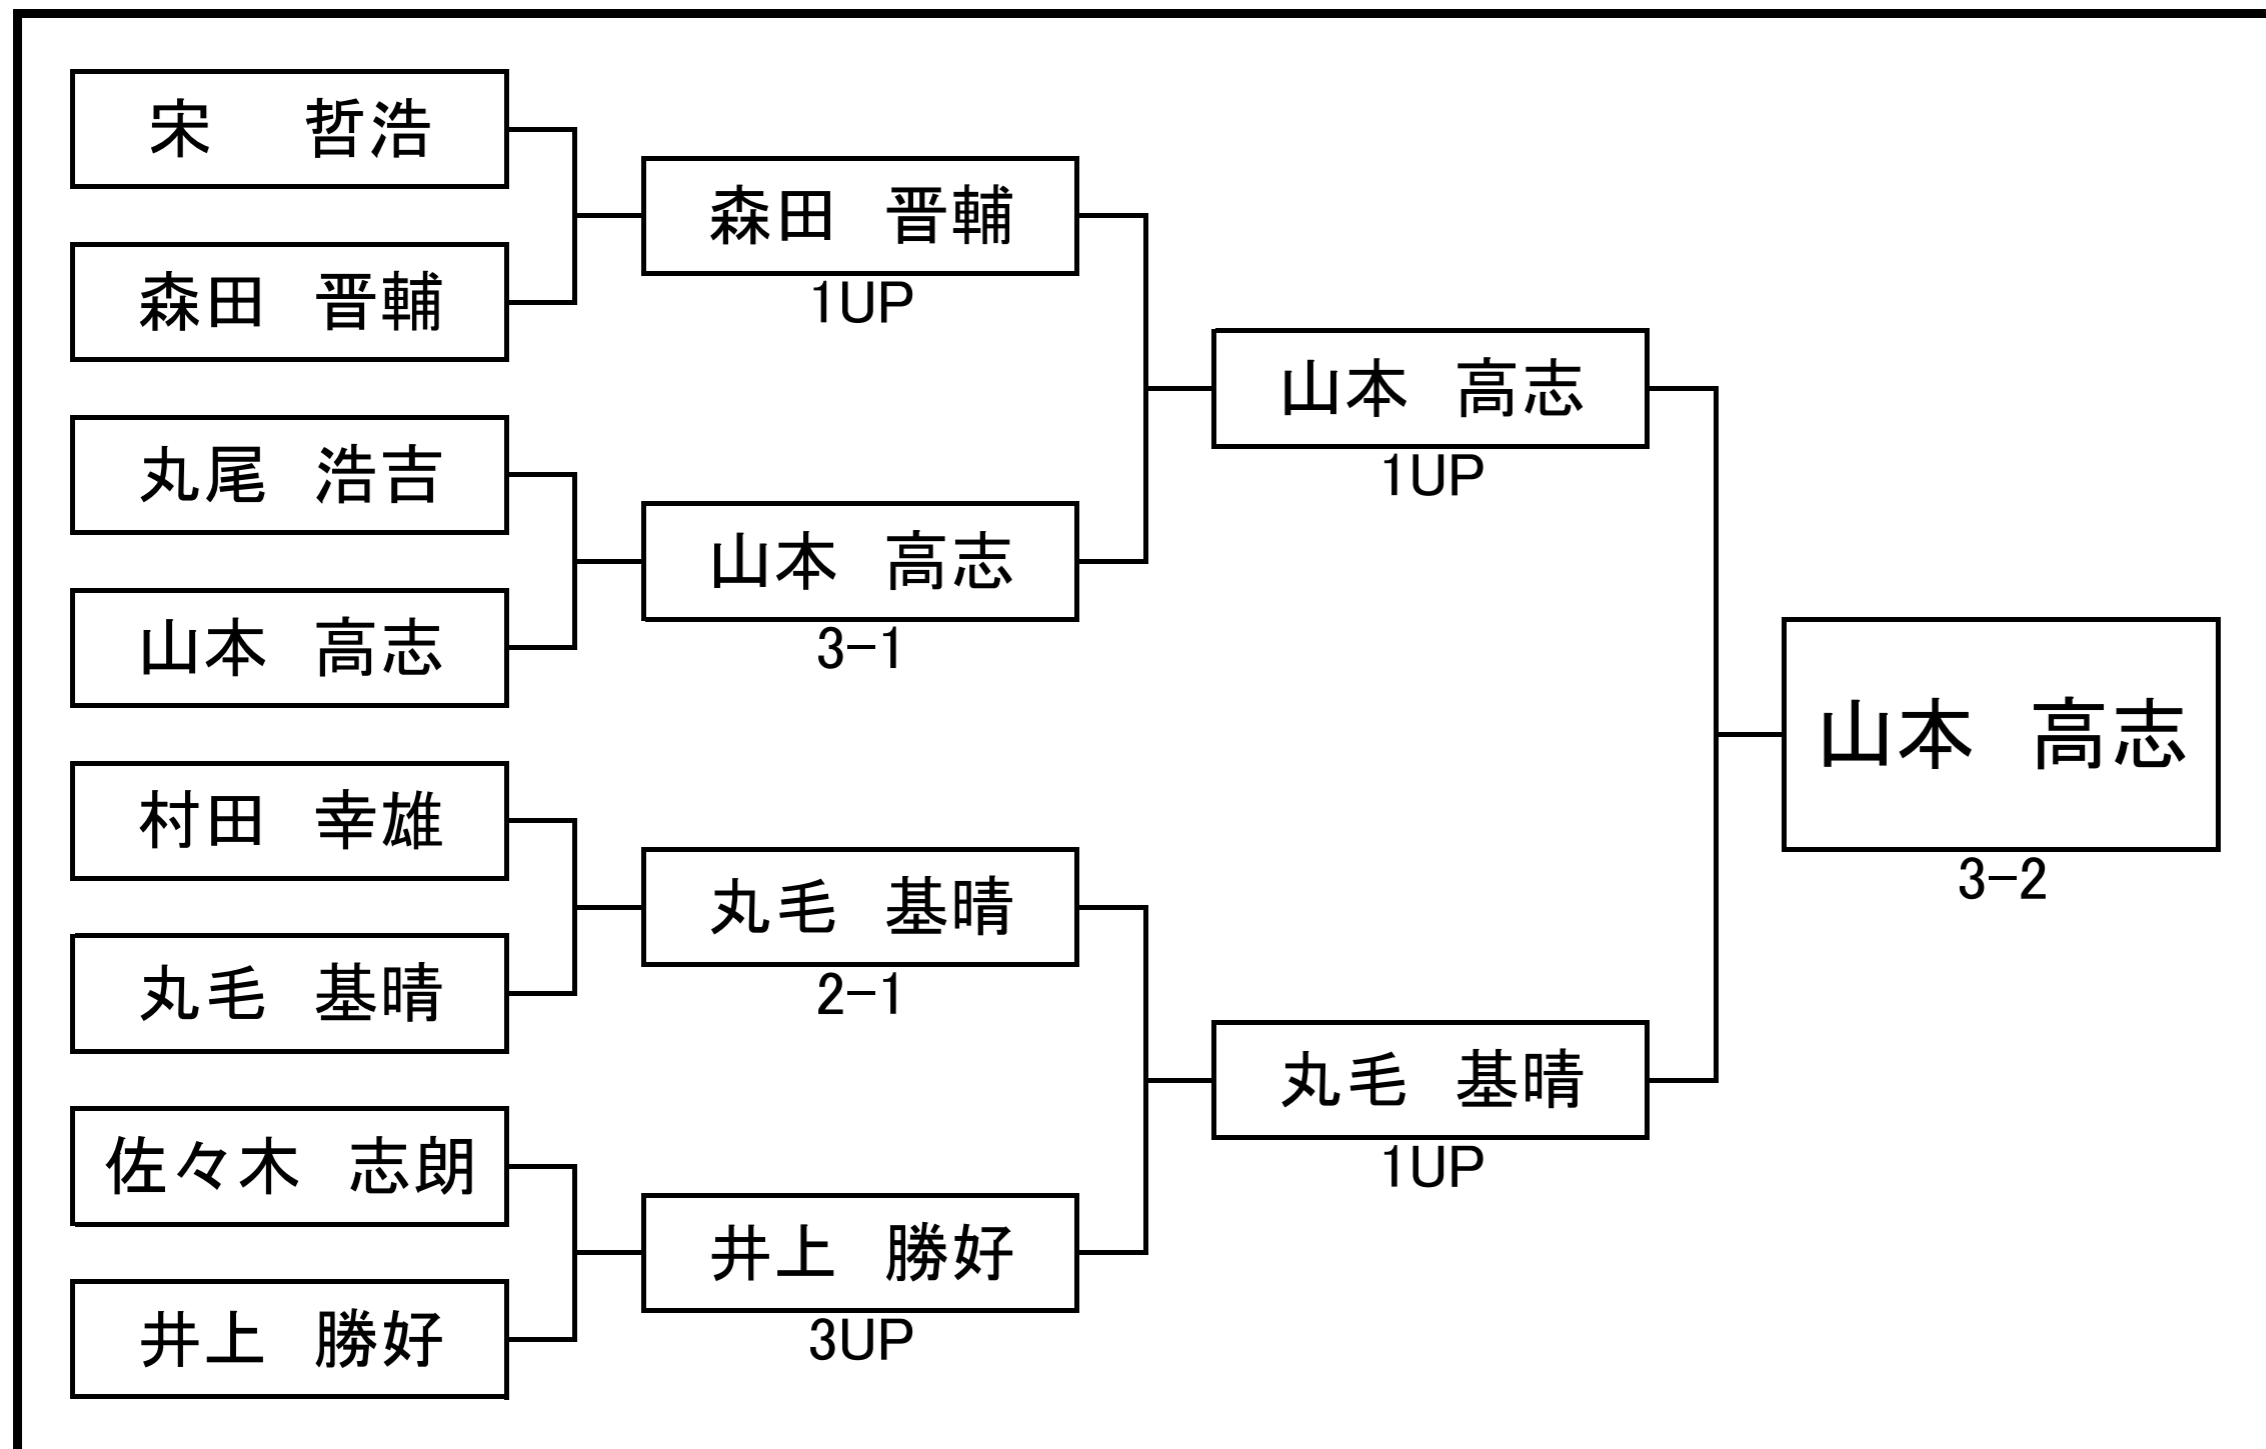 宋 哲浩
森田 晋輔
丸尾 浩吉
山本 高志
村田 幸雄
丸毛 基晴
佐々木 志朗
井上 勝好
森田 晋輔
1UP
山本 高志
3-1
丸毛 基晴
2-1
井上 勝好
3UP
山本 高志
1UP
丸毛 基晴
1UP
山本 高志
3-2